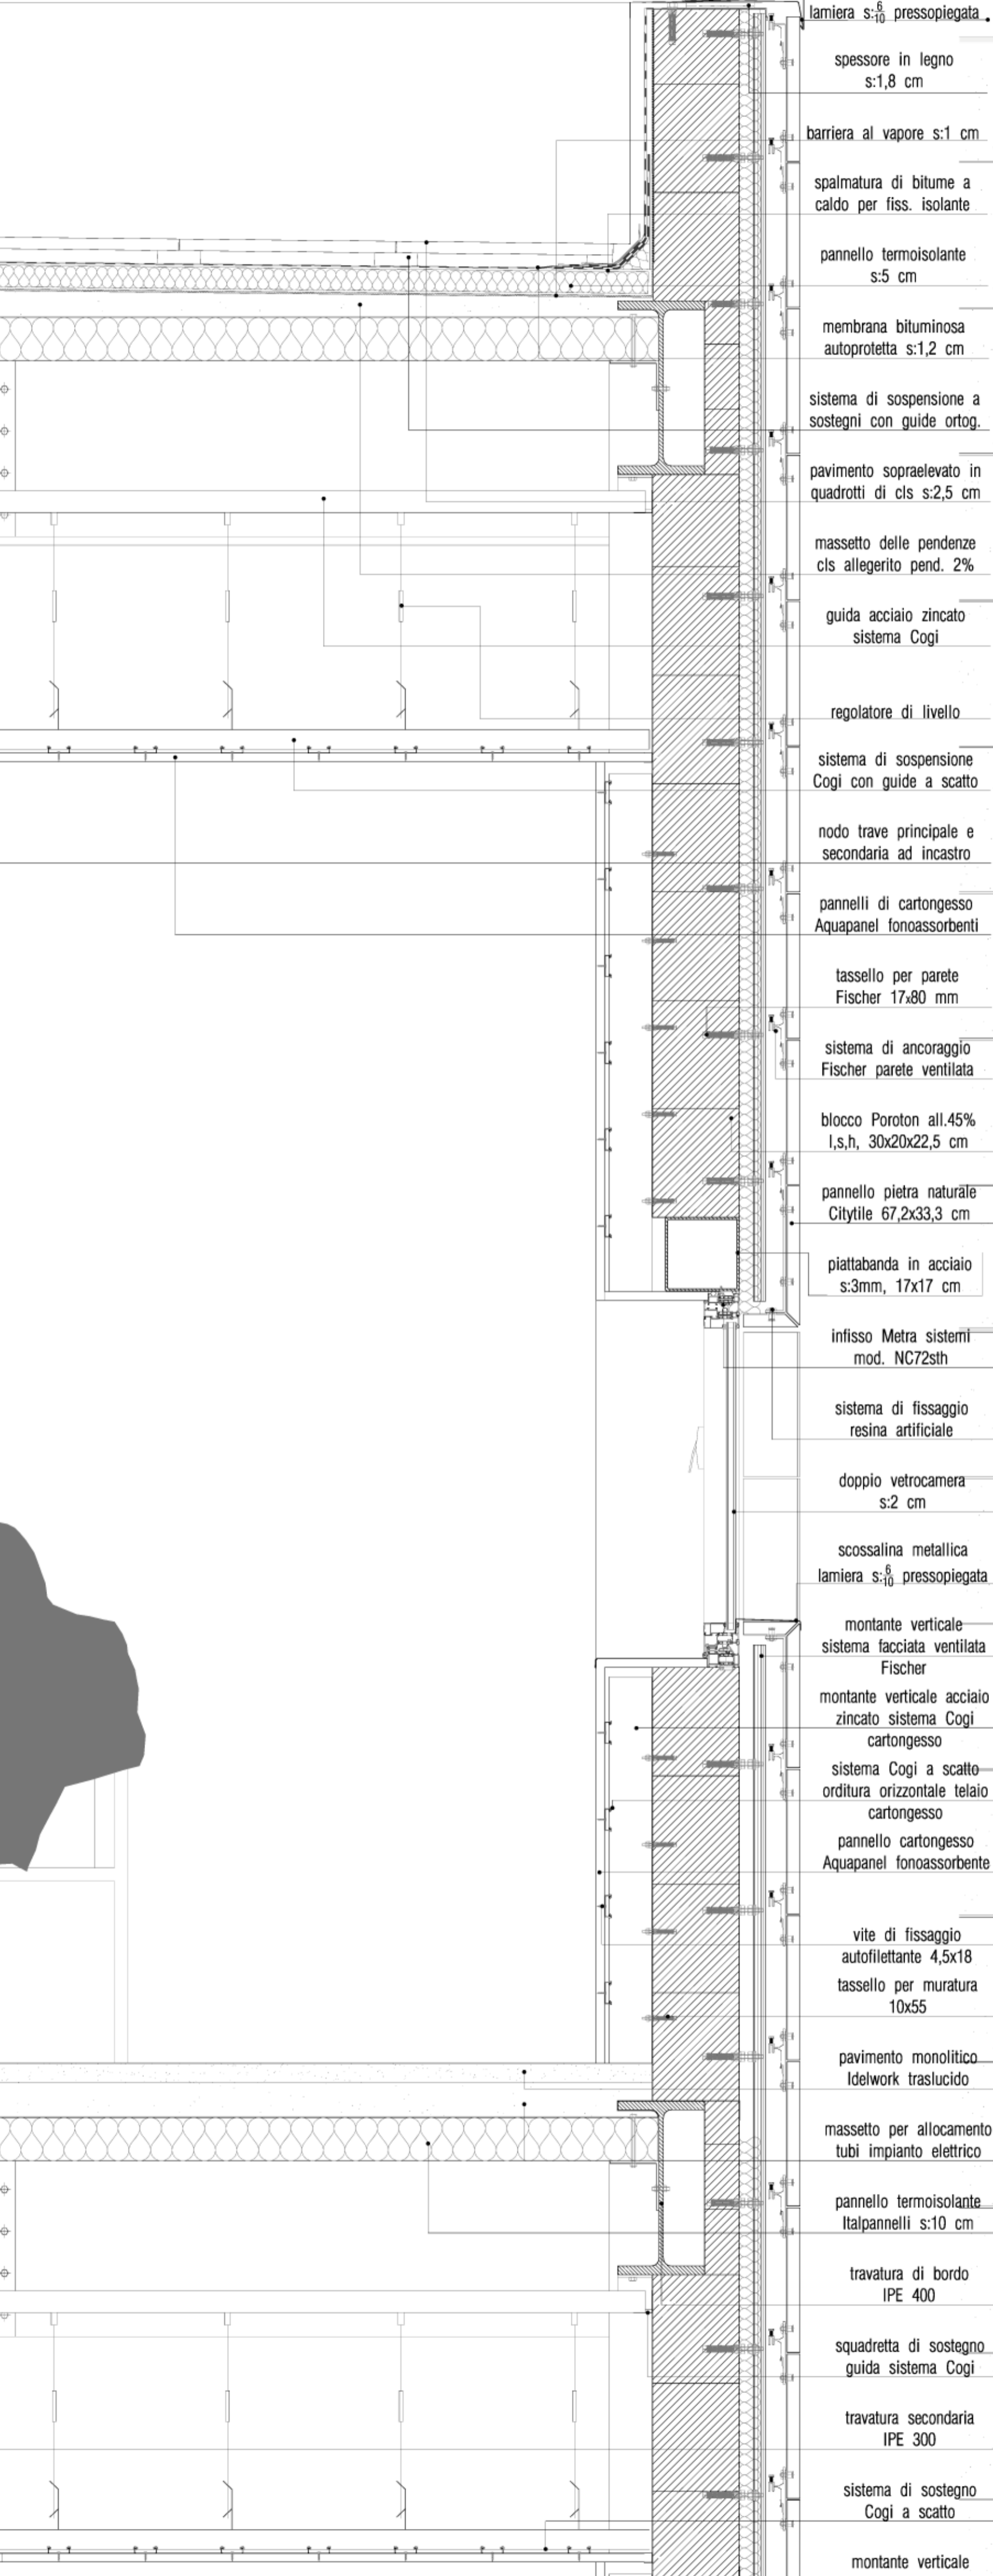 lamiera s:6/10 pressopiegata
spessore in legno
s:1,8 cm
barriera al vapore s:1 cm
spalmatura di bitume a
caldo per fiss. isolante
pannello termoisolante
s:5 cm
membrana bituminosa
autoprotetta s:1,2 cm
sistema di sospensione a
sostegni con guide ortog.
pavimento sopraelevato in
quadrotti di cls s:2,5 cm
massetto delle pendenze
cls allegerito pend. 2%
guida acciaio zincato
sistema Cogi
regolatore di livello
sistema di sospensione
Cogi con guide a scatto
nodo trave principale e
secondaria ad incastro
pannelli di cartongesso
Aquapanel fonoassorbenti
tassello per parete
Fischer 17x80 mm
sistema di ancoraggio
Fischer parete ventilata
blocco Poroton all.45%
l,s,h, 30x20x22,5 cm
pannello pietra naturale
Citytile 67,2x33,3 cm
piattabanda in acciaio
s:3mm, 17x17 cm
infisso Metra sistemi
mod. NC72sth
sistema di fissaggio
resina artificiale
doppio vetrocamera
s:2 cm
scossalina metallica
lamiera s:6/10 pressopiegata
montante verticale
sistema facciata ventilata
Fischer
montante verticale acciaio
zincato sistema Cogi
cartongesso
sistema Cogi a scatto
orditura orizzontale telaio
cartongesso
pannello cartongesso
Aquapanel fonoassorbente
vite di fissaggio
autofilettante 4,5x18
tassello per muratura
10x55
pavimento monolitico
Idelwork traslucido
massetto per allocamento
tubi impianto elettrico
pannello termoisolante
Italpannelli s:10 cm
travatura di bordo
IPE 400
squadretta di sostegno
guida sistema Cogi
travatura secondaria
IPE 300
sistema di sostegno
Cogi a scatto
montante verticale